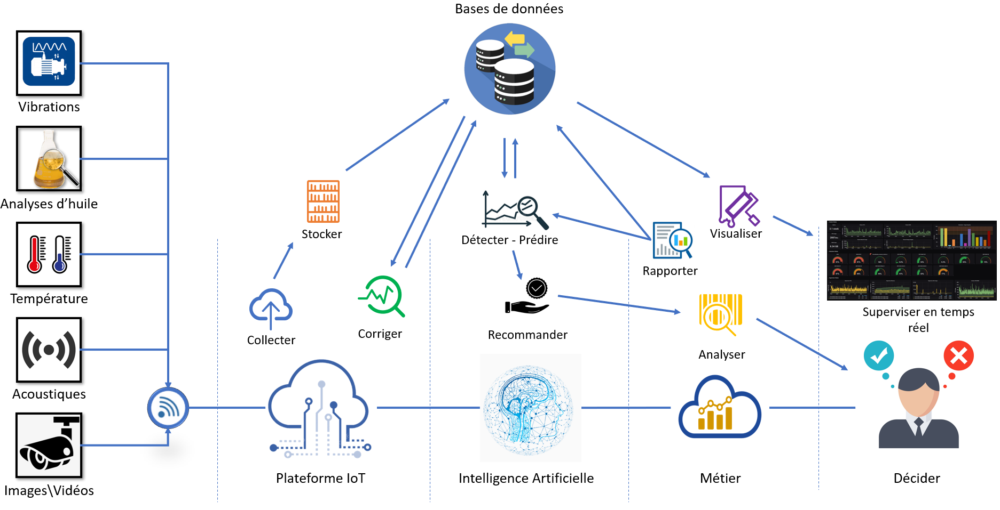 Bases de données
Vibrations
Analyses d’huile
Température
Acoustiques
Images\Vidéos
Stocker
Collecter
Corriger
Détecter - Prédire
Recommander
Rapporter
Visualiser
Analyser
Superviser en temps
réel
Plateforme IoT
Intelligence Artificielle
Métier
Décider